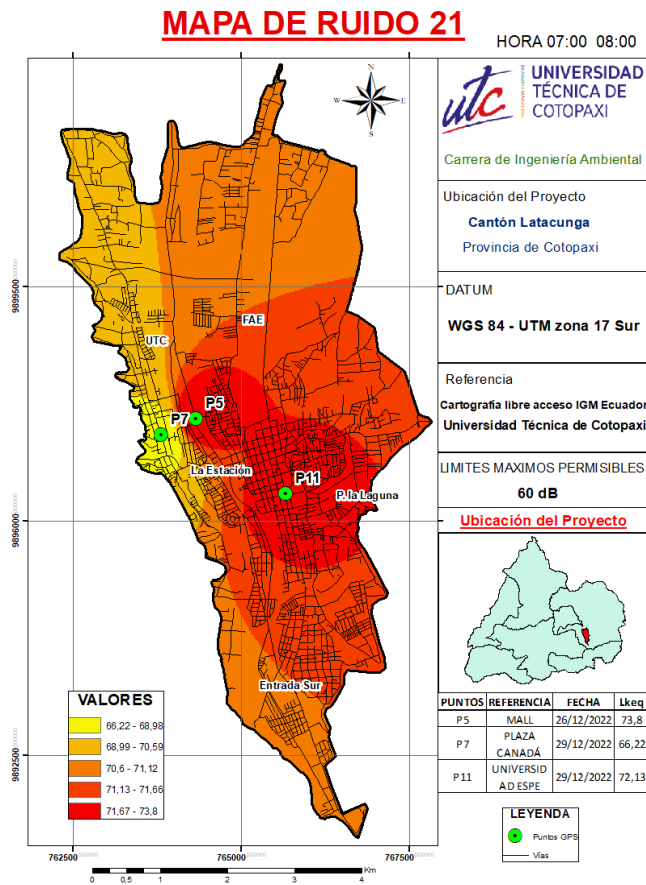 MAPA DE RUIDO 21
HORA 07:00 08:00
N
W
E
S
utc
UNIVERSIDAD
TÉCNICA DE
COTOPAXI
Carrera de Ingeniería Ambiental
Ubicación del Proyecto
Cantón Latacunga
Provincia de Cotopaxi
DATUM
WGS 84 - UTM zona 17 Sur
Referencia
Cartografía libre acceso IGM Ecuador
Universidad Técnica de Cotopaxi
LIMITES MAXIMOS PERMISIBLES
60 dB
Ubicación del Proyecto
PUNTOS REFERENCIA FECHA Lkeq
P5 MALL 26/12/2022 73,8
P7 PLAZA CANADÁ 29/12/2022 66,22
P11 UNIVERSID AD ESPE 29/12/2022 72,13
LEYENDA
Puntos GPS
Vías
FAE
UTC
P5
P7
La Estación
P11
P. la Laguna
Entrada Sur
VALORES
66,22 - 68,98
68,99 - 70,59
70,6 - 71,12
71,13 - 71,66
71,67 - 73,8
9899500
9896000
9892500
762500
765000
767500
Km
0 0,5 1 2 3 4